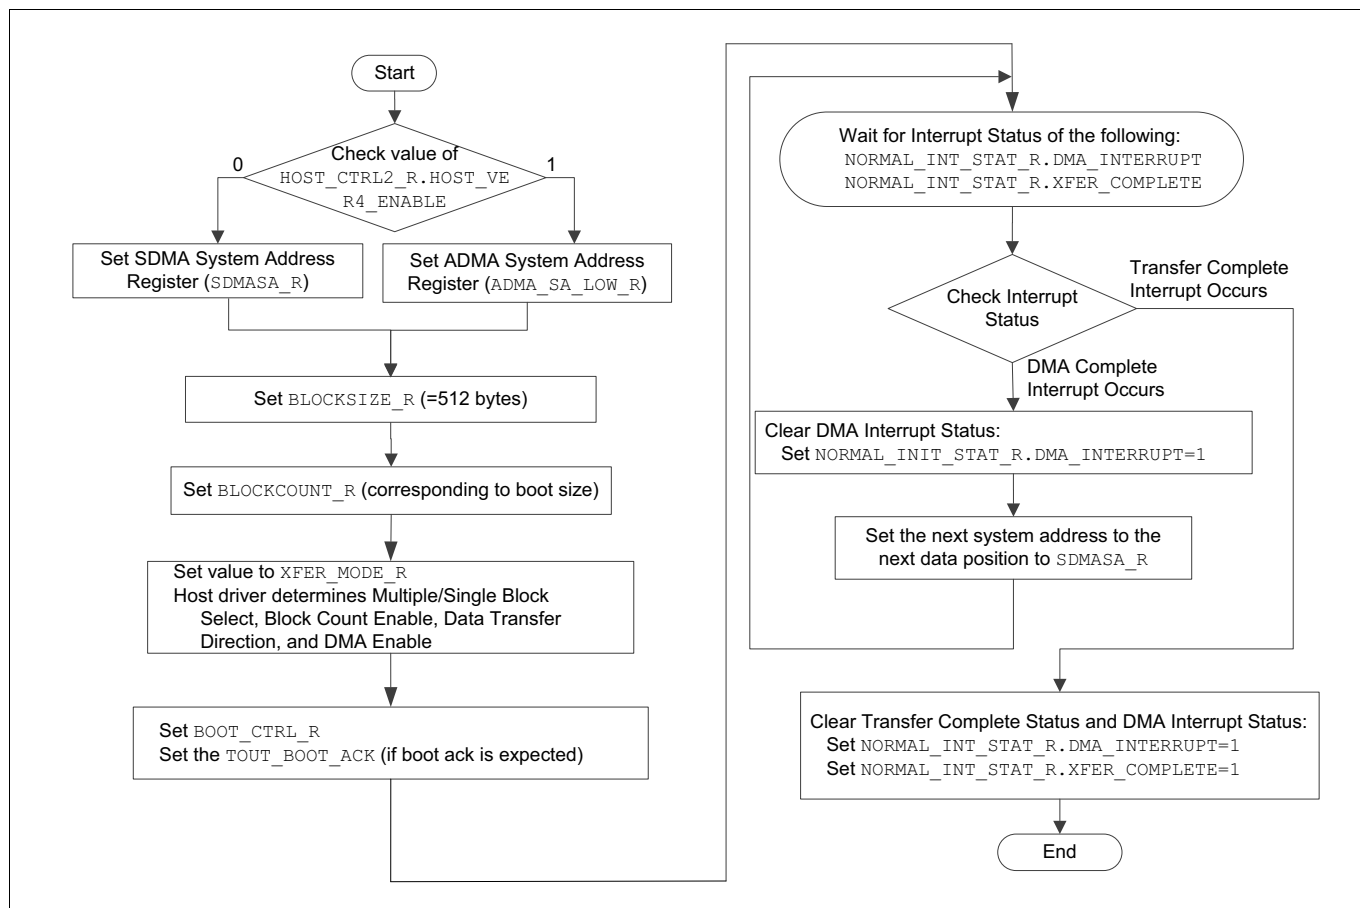 Start
Check value of
HOST_CTRL2_R.HOST_VE
R4_ENABLE
0
1
Set SDMA System Address
Register (SDMASA_R)
Set ADMA System Address
Register (ADMA_SA_LOW_R)
Set BLOCKSIZE_R (=512 bytes)
Set BLOCKCOUNT_R (corresponding to boot size)
Set value to XFER_MODE_R
Host driver determines Multiple/Single Block
Select, Block Count Enable, Data Transfer
Direction, and DMA Enable
Set BOOT_CTRL_R
Set the TOUT_BOOT_ACK (if boot ack is expected)
Wait for Interrupt Status of the following:
NORMAL_INT_STAT_R.DMA_INTERRUPT
NORMAL_INT_STAT_R.XFER_COMPLETE
Check Interrupt
Status
Transfer Complete
Interrupt Occurs
DMA Complete
Interrupt Occurs
Clear DMA Interrupt Status:
Set NORMAL_INIT_STAT_R.DMA_INTERRUPT=1
Set the next system address to the
next data position to SDMASA_R
Clear Transfer Complete Status and DMA Interrupt Status:
Set NORMAL_INT_STAT_R.DMA_INTERRUPT=1
Set NORMAL_INT_STAT_R.XFER_COMPLETE=1
End